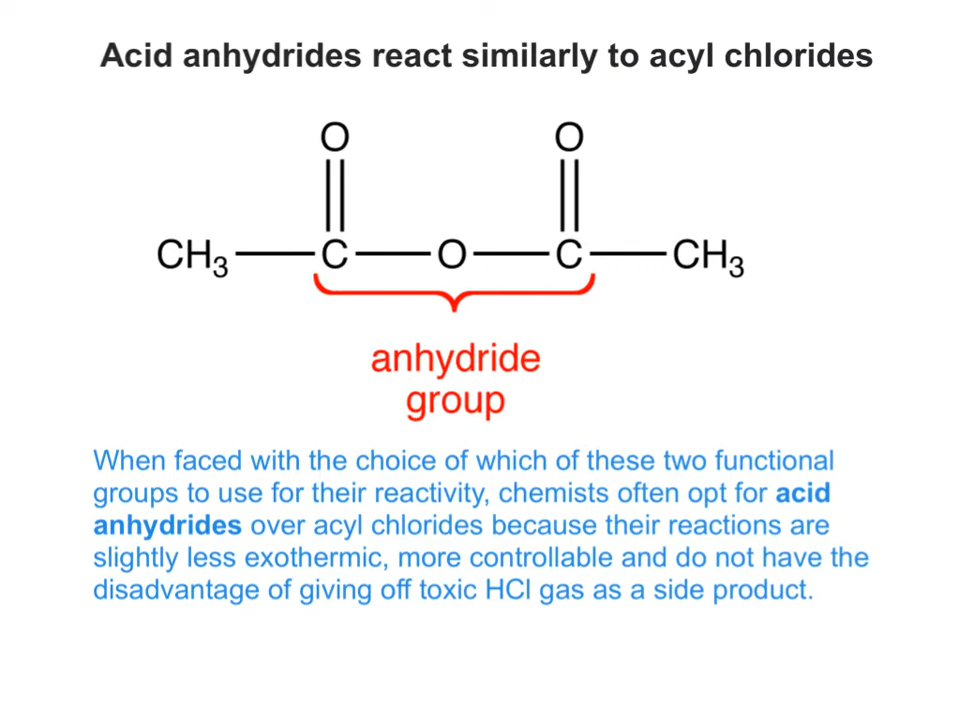 Acid anhydrides react similarly to acyl chlorides
O O
CH3 C O C CH3
anhydride
group
When faced with the choice of which of these two functional
groups to use for their reactivity, chemists often opt for acid
anhydrides over acyl chlorides because their reactions are
slightly less exothermic, more controllable and do not have the
disadvantage of giving off toxic HCl gas as a side product.